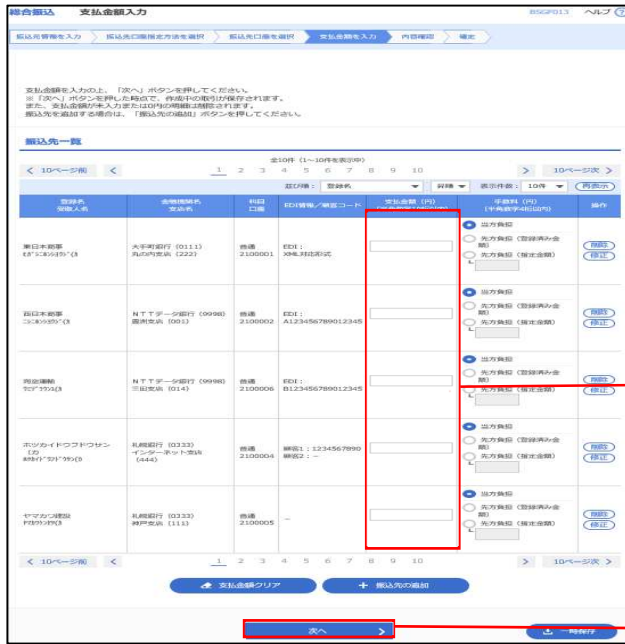 総合振込 支払金額入力 BSGP013 ヘルプ ?
振込元情報を入力 振込先口座指定方法を選択 振込先口座を選択 支払金額を入力 内容確認 確定
支払金額を入力の上、「次へ」ボタンを押してください。
※「次へ」ボタンを押した時点で、作成中の取引が保存されます。
また、支払金額が未入力または0円の明細は削除されます。
振込先を追加する場合は、「振込先の追加」ボタンを押してください。
振込先一覧
全10件（1～10件を表示中）
10ページ前 1 2 3 4 5 6 7 8 9 10 10ページ次
並び順： 登録名 昇順 表示件数： 10件 再表示
登録名 金融機関名 科目 EDI情報／顧客コード 支払金額（円） 手数料（円） 操作
受取人名 支店名 口座 （半角数字4桁以内）
当方負担
東日本商事 大手町銀行（0111） 普通 EDI： 先方負担（登録済み金額） 削除
丸の内支店（222） 2100001 XML対応形式 先方負担（指定金額） 修正
当方負担
西日本商事 ＮＴＴデータ銀行（9998） 普通 EDI： 先方負担（登録済み金額） 削除
豊洲支店（001） 2100002 A123456789012345 先方負担（指定金額） 修正
当方負担
ＮＴＴデータ銀行（9998） 普通 EDI： 先方負担（登録済み金額） 削除
三田支店（014） 2100006 B123456789012345 先方負担（指定金額） 修正
当方負担
ホツカイドウフドウサン（カ） 札幌銀行（0333） 普通 顧客1：1234567890 先方負担（登録済み金額） 削除
インターネット支店（444） 2100004 顧客2：－ 先方負担（指定金額） 修正
当方負担
ヤマカワ建設 札幌銀行（0333） 普通 － 先方負担（登録済み金額） 削除
神戸支店（111） 2100005 先方負担（指定金額） 修正
10ページ前 1 2 3 4 5 6 7 8 9 10 10ページ次
支払金額クリア ＋ 振込先の追加
次へ 一時保存